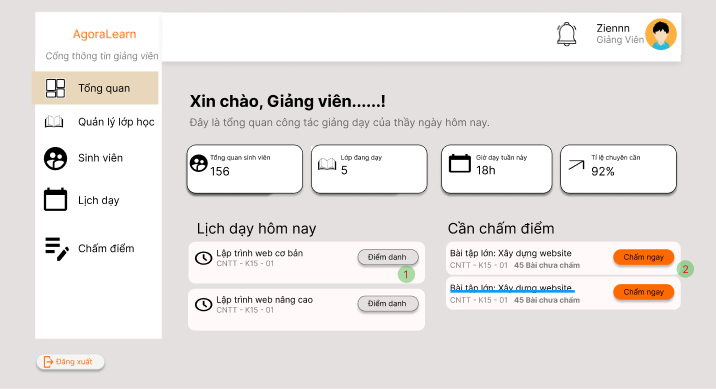 AgoraLearn
Cổng thông tin giảng viên
Tổng quan
Quản lý lớp học
Sinh viên
Lịch dạy
Chấm điểm
Đăng xuất
Ziennn
Giảng Viên
Xin chào, Giảng viên......!
Đây là tổng quan công tác giảng dạy của thầy ngày hôm nay.
Tổng quan sinh viên
156
Lớp đang dạy
5
Giờ dạy tuần này
18h
Tỉ lệ chuyên cần
92%
Lịch dạy hôm nay
Lập trình web cơ bản
CNTT - K15 - 01
Điểm danh
1
Lập trình web nâng cao
CNTT - K15 - 01
Điểm danh
Cần chấm điểm
Bài tập lớn: Xây dựng website
CNTT - K15 - 01 45 Bài chưa chấm
Chấm ngay
2
Bài tập lớn: Xây dựng website
CNTT - K15 - 01 45 Bài chưa chấm
Chấm ngay